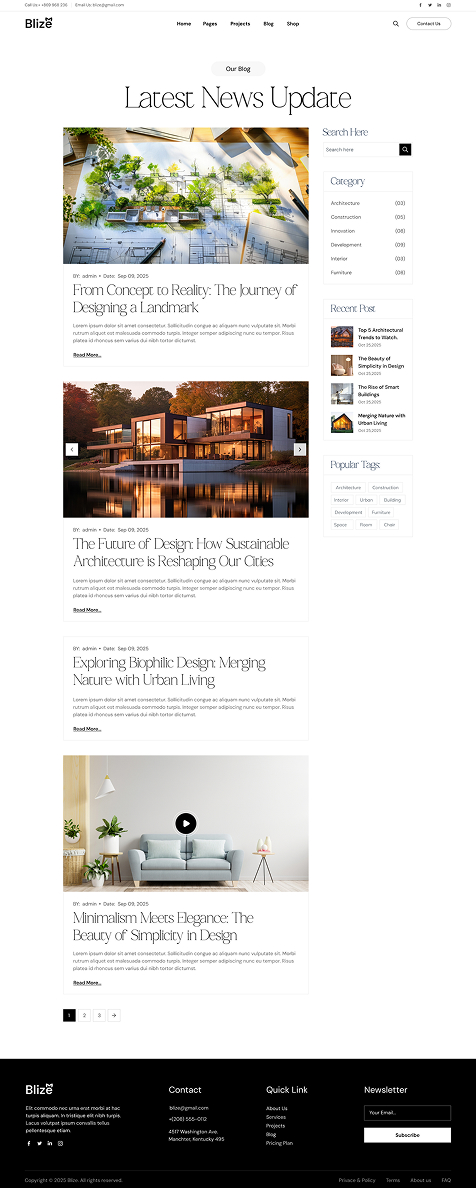 Call Us + +969 968 236
Email Us: blize@gmail.com
Blize
Home
Pages
Projects
Blog
Shop
Contact Us
Our Blog
Latest News Update
BY: admin • Date: Sep 09, 2025
From Concept to Reality: The Journey of
Designing a Landmark
Lorem ipsum dolor sit amet consectetur. Sollicitudin congue ac aliquam nunc vulputate sit. Morbi
rutrum aliquet est malesuada commodo turpis. Integer semper adipiscing nunc eu tempor. Risus
platea id rhoncus sem varius dui nibh tortor dictumst.
Read More...
BY: admin • Date: Sep 09, 2025
The Future of Design: How Sustainable
Architecture is Reshaping Our Cities
Lorem ipsum dolor sit amet consectetur. Sollicitudin congue ac aliquam nunc vulputate sit. Morbi
rutrum aliquet est malesuada commodo turpis. Integer semper adipiscing nunc eu tempor. Risus
platea id rhoncus sem varius dui nibh tortor dictumst.
Read More...
BY: admin • Date: Sep 09, 2025
Exploring Biophilic Design: Merging
Nature with Urban Living
Lorem ipsum dolor sit amet consectetur. Sollicitudin congue ac aliquam nunc vulputate sit. Morbi
rutrum aliquet est malesuada commodo turpis. Integer semper adipiscing nunc eu tempor. Risus
platea id rhoncus sem varius dui nibh tortor dictumst.
Read More...
BY: admin • Date: Sep 09, 2025
Minimalism Meets Elegance: The
Beauty of Simplicity in Design
Lorem ipsum dolor sit amet consectetur. Sollicitudin congue ac aliquam nunc vulputate sit. Morbi
rutrum aliquet est malesuada commodo turpis. Integer semper adipiscing nunc eu tempor. Risus
platea id rhoncus sem varius dui nibh tortor dictumst.
Read More...
1
2
3
Search Here
Search here
Category
Architecture (03)
Construction (05)
Innovation (06)
Development (09)
Interior (03)
Furniture (06)
Recent Post
Top 5 Architectural
Trends to Watch.
Oct 25,2025
The Beauty of
Simplicity in Design
Oct 25,2025
The Rise of Smart
Buildings
Oct 25,2025
Merging Nature with
Urban Living
Oct 25,2025
Popular Tags:
Architecture
Construction
Interior
Urban
Building
Development
Furniture
Space
Room
Chair
Blize
Elit commodo nec urna erat morbi at hac
turpis aliquam. In tristique elit nibh turpis.
Lacus volutpat ipsum convallis tellus
pellentesque etiam.
Contact
blize@gmail.com
+(208) 555-0112
4517 Washington Ave.
Manchter, Kentucky 495
Quick Link
About Us
Services
Projects
Blog
Pricing Plan
Newsletter
Your Email...
Subscribe
Copyright © 2025 Blize. All rights reserved.
Privacy & Policy
Terms
About us
FAQ